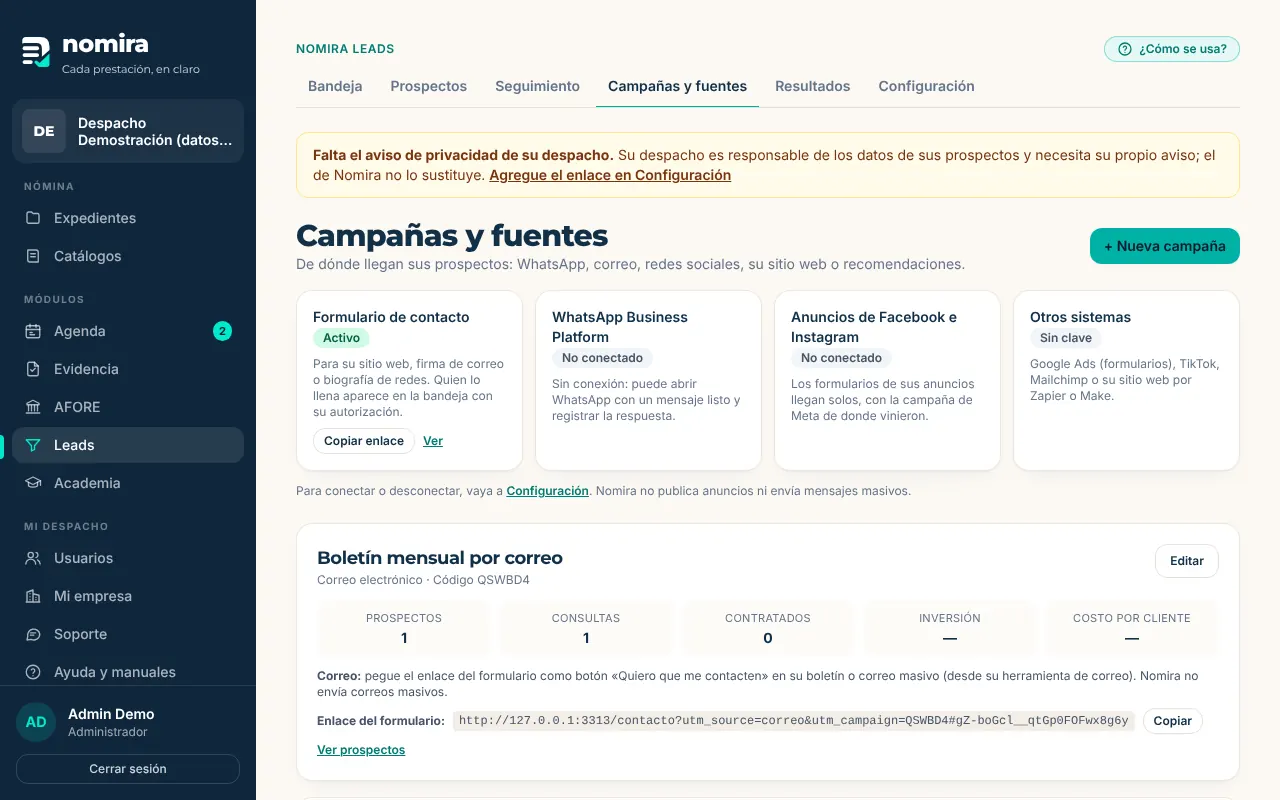 nomira
Cada prestación, en claro
DE
Despacho
Demostración (datos...
NÓMINA
Expedientes
Catálogos
MÓDULOS
Agenda
2
Evidencia
AFORE
Leads
Academia
MI DESPACHO
Usuarios
Mi empresa
Soporte
Ayuda y manuales
AD
Admin Demo
Administrador
Cerrar sesión
NOMIRA LEADS
¿Cómo se usa?
Bandeja
Prospectos
Seguimiento
Campañas y fuentes
Resultados
Configuración
Falta el aviso de privacidad de su despacho. Su despacho es responsable de los datos de sus prospectos y necesita su propio aviso; el
de Nomira no lo sustituye. Agregue el enlace en Configuración
Campañas y fuentes
De dónde llegan sus prospectos: WhatsApp, correo, redes sociales, su sitio web o recomendaciones.
+ Nueva campaña
Formulario de contacto
Activo
Para su sitio web, firma de correo
o biografía de redes. Quien lo
llena aparece en la bandeja con
su autorización.
Copiar enlace
Ver
WhatsApp Business
Platform
No conectado
Sin conexión: puede abrir
WhatsApp con un mensaje listo y
registrar la respuesta.
Anuncios de Facebook e
Instagram
No conectado
Los formularios de sus anuncios
llegan solos, con la campaña de
Meta de donde vinieron.
Otros sistemas
Sin clave
Google Ads (formularios), TikTok,
Mailchimp o su sitio web por
Zapier o Make.
Para conectar o desconectar, vaya a Configuración. Nomira no publica anuncios ni envía mensajes masivos.
Boletín mensual por correo
Correo electrónico · Código QSWBD4
Editar
PROSPECTOS
1
CONSULTAS
1
CONTRATADOS
0
INVERSIÓN
—
COSTO POR CLIENTE
—
Correo: pegue el enlace del formulario como botón «Quiero que me contacten» en su boletín o correo masivo (desde su herramienta de correo). Nomira no
envía correos masivos.
Enlace del formulario: http://127.0.0.1:3313/contacto?utm_source=correo&utm_campaign=QSWBD4#gZ-boGcl__qtGp0FOFwx8g6y
Copiar
Ver prospectos